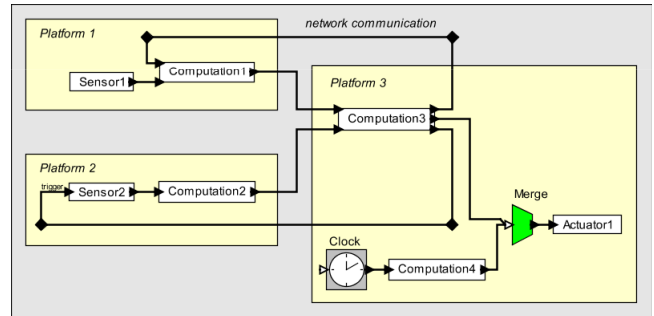 network communication
Platform 1
Computation1
Sensor1
Platform 3
Computation3
Platform 2
trigger
Sensor2
Computation2
Merge
Actuator1
Clock
Computation4